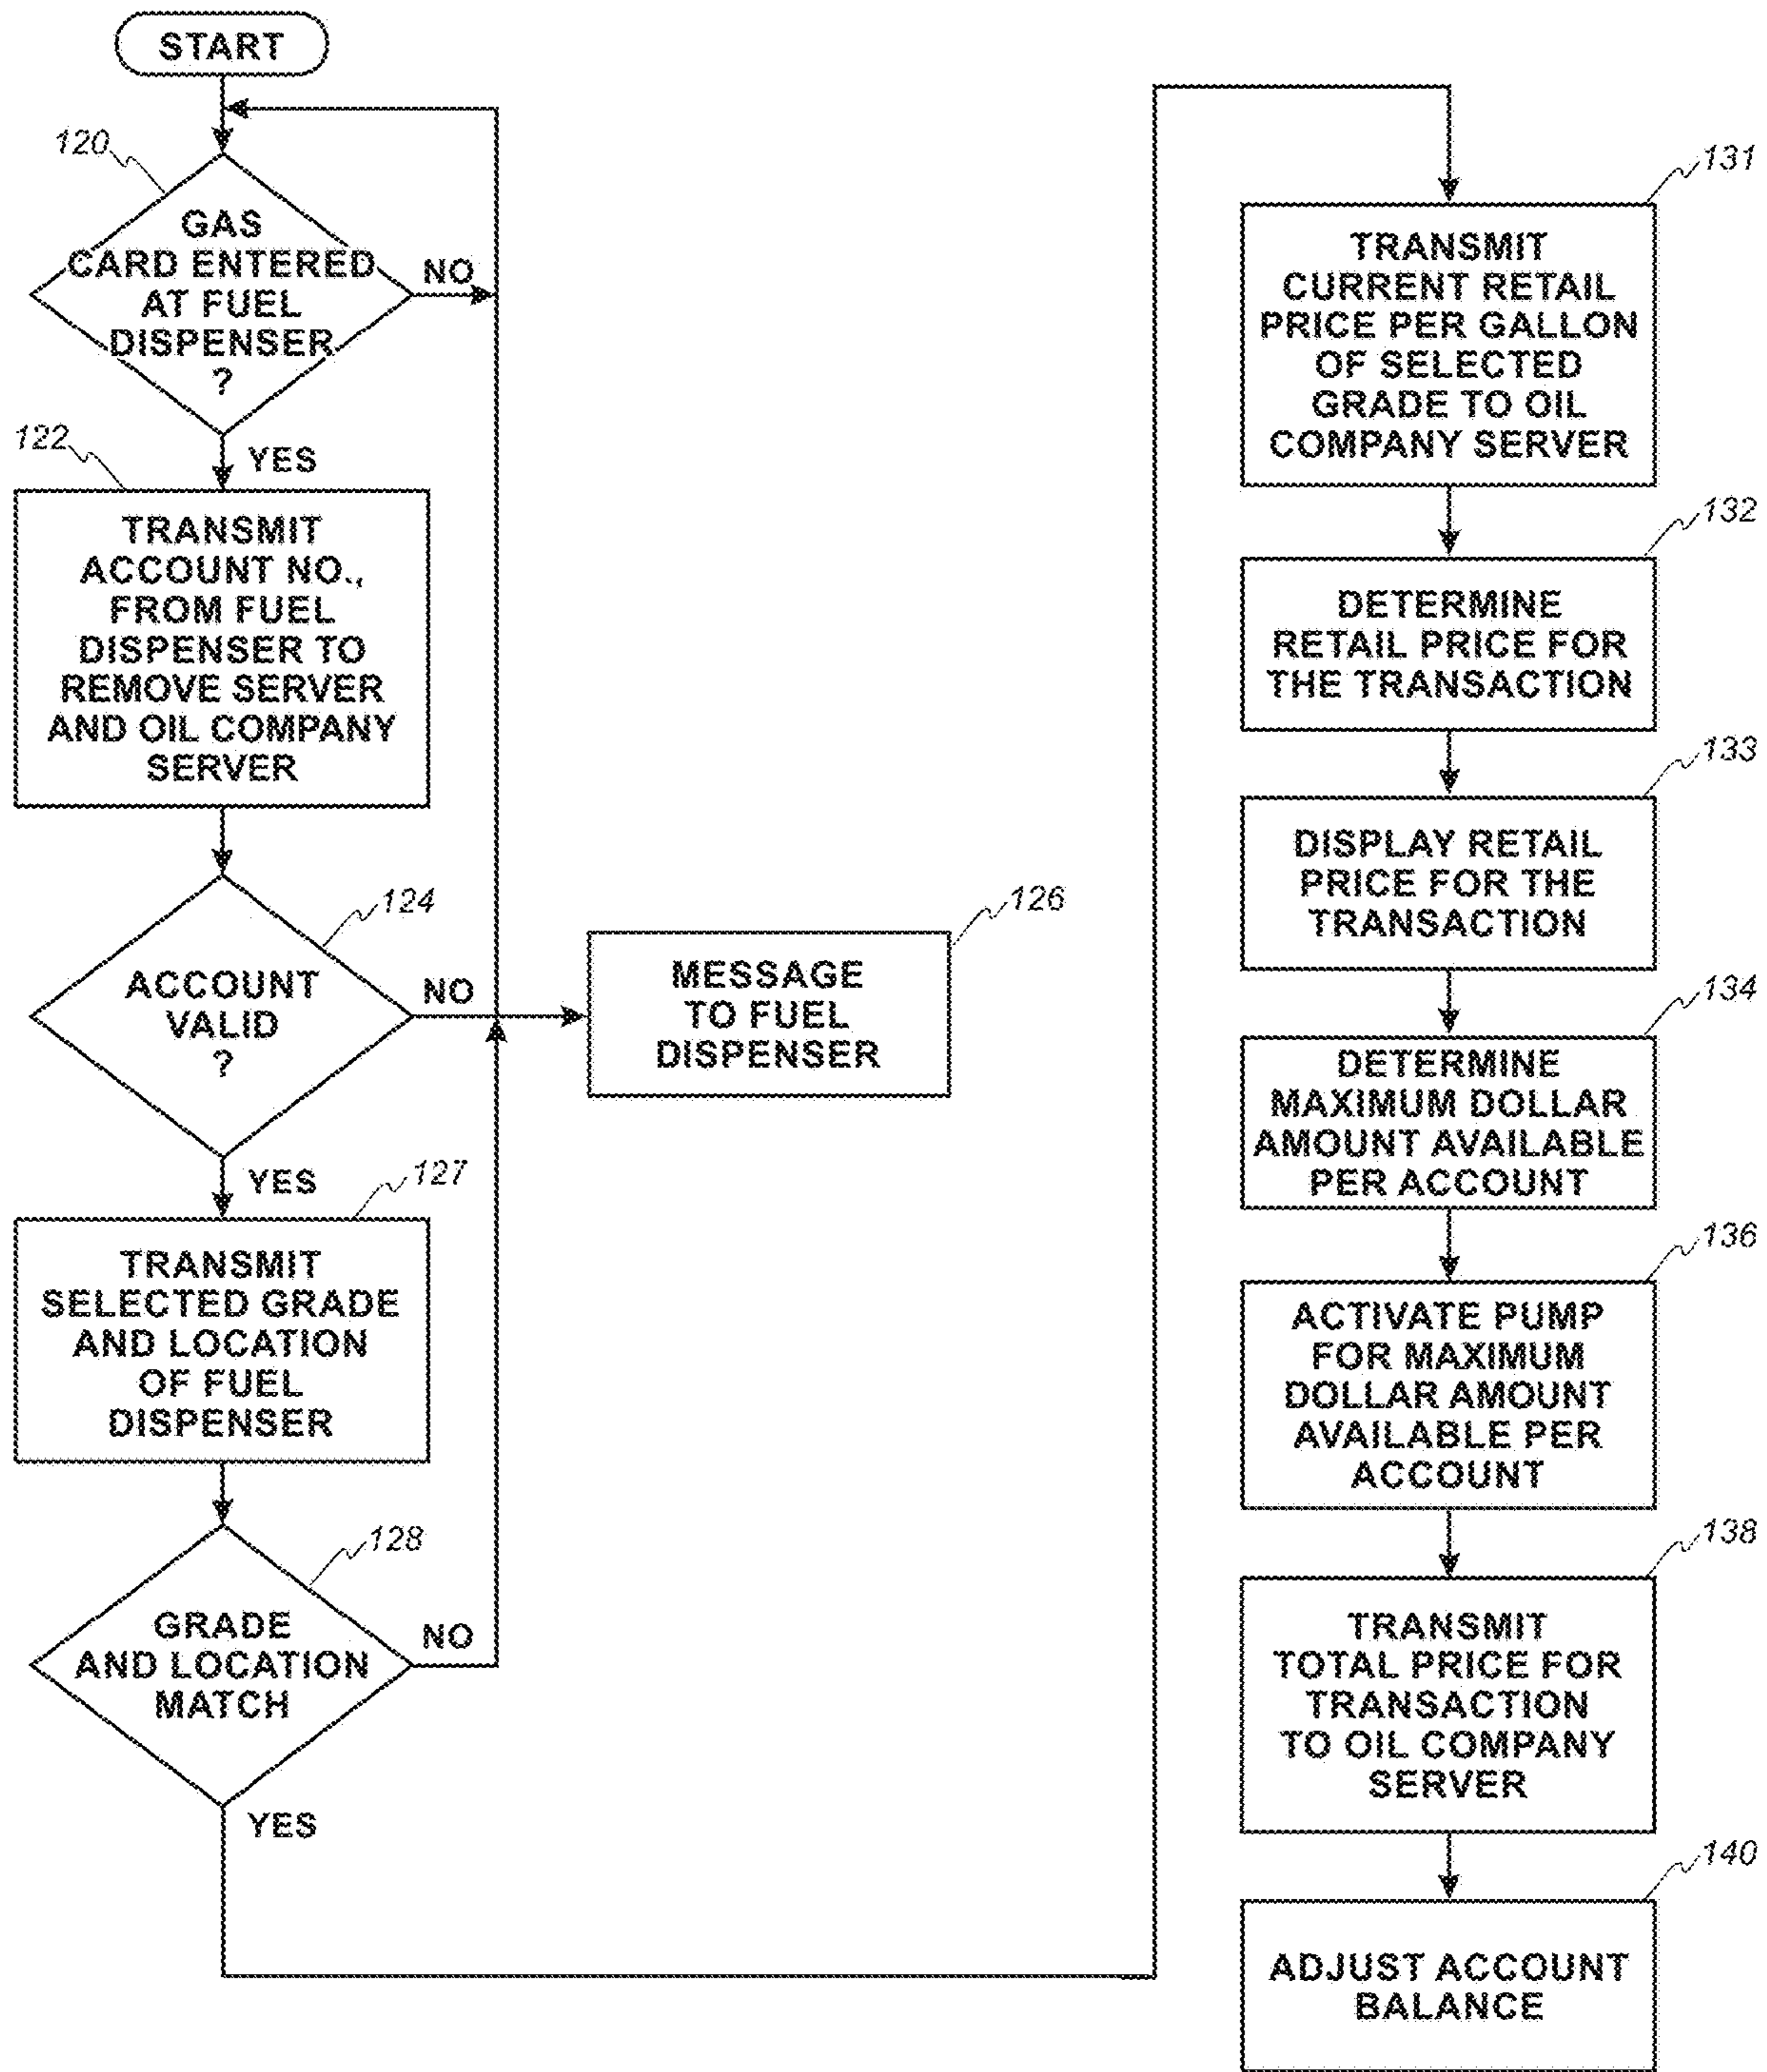 START
120
GAS
CARD ENTERED
AT FUEL
DISPENSER
?
NO
YES
122
TRANSMIT
ACCOUNT NO.,
FROM FUEL
DISPENSER TO
REMOVE SERVER
AND OIL COMPANY
SERVER
124
ACCOUNT
VALID
?
NO
YES
126
MESSAGE
TO FUEL
DISPENSER
127
TRANSMIT
SELECTED GRADE
AND LOCATION
OF FUEL
DISPENSER
128
GRADE
AND LOCATION
MATCH
NO
YES
131
TRANSMIT
CURRENT RETAIL
PRICE PER GALLON
OF SELECTED
GRADE TO OIL
COMPANY SERVER
132
DETERMINE
RETAIL PRICE FOR
THE TRANSACTION
133
DISPLAY RETAIL
PRICE FOR THE
TRANSACTION
134
DETERMINE
MAXIMUM DOLLAR
AMOUNT AVAILABLE
PER ACCOUNT
136
ACTIVATE PUMP
FOR MAXIMUM
DOLLAR AMOUNT
AVAILABLE PER
ACCOUNT
138
TRANSMIT
TOTAL PRICE FOR
TRANSACTION
TO OIL COMPANY
SERVER
140
ADJUST ACCOUNT
BALANCE